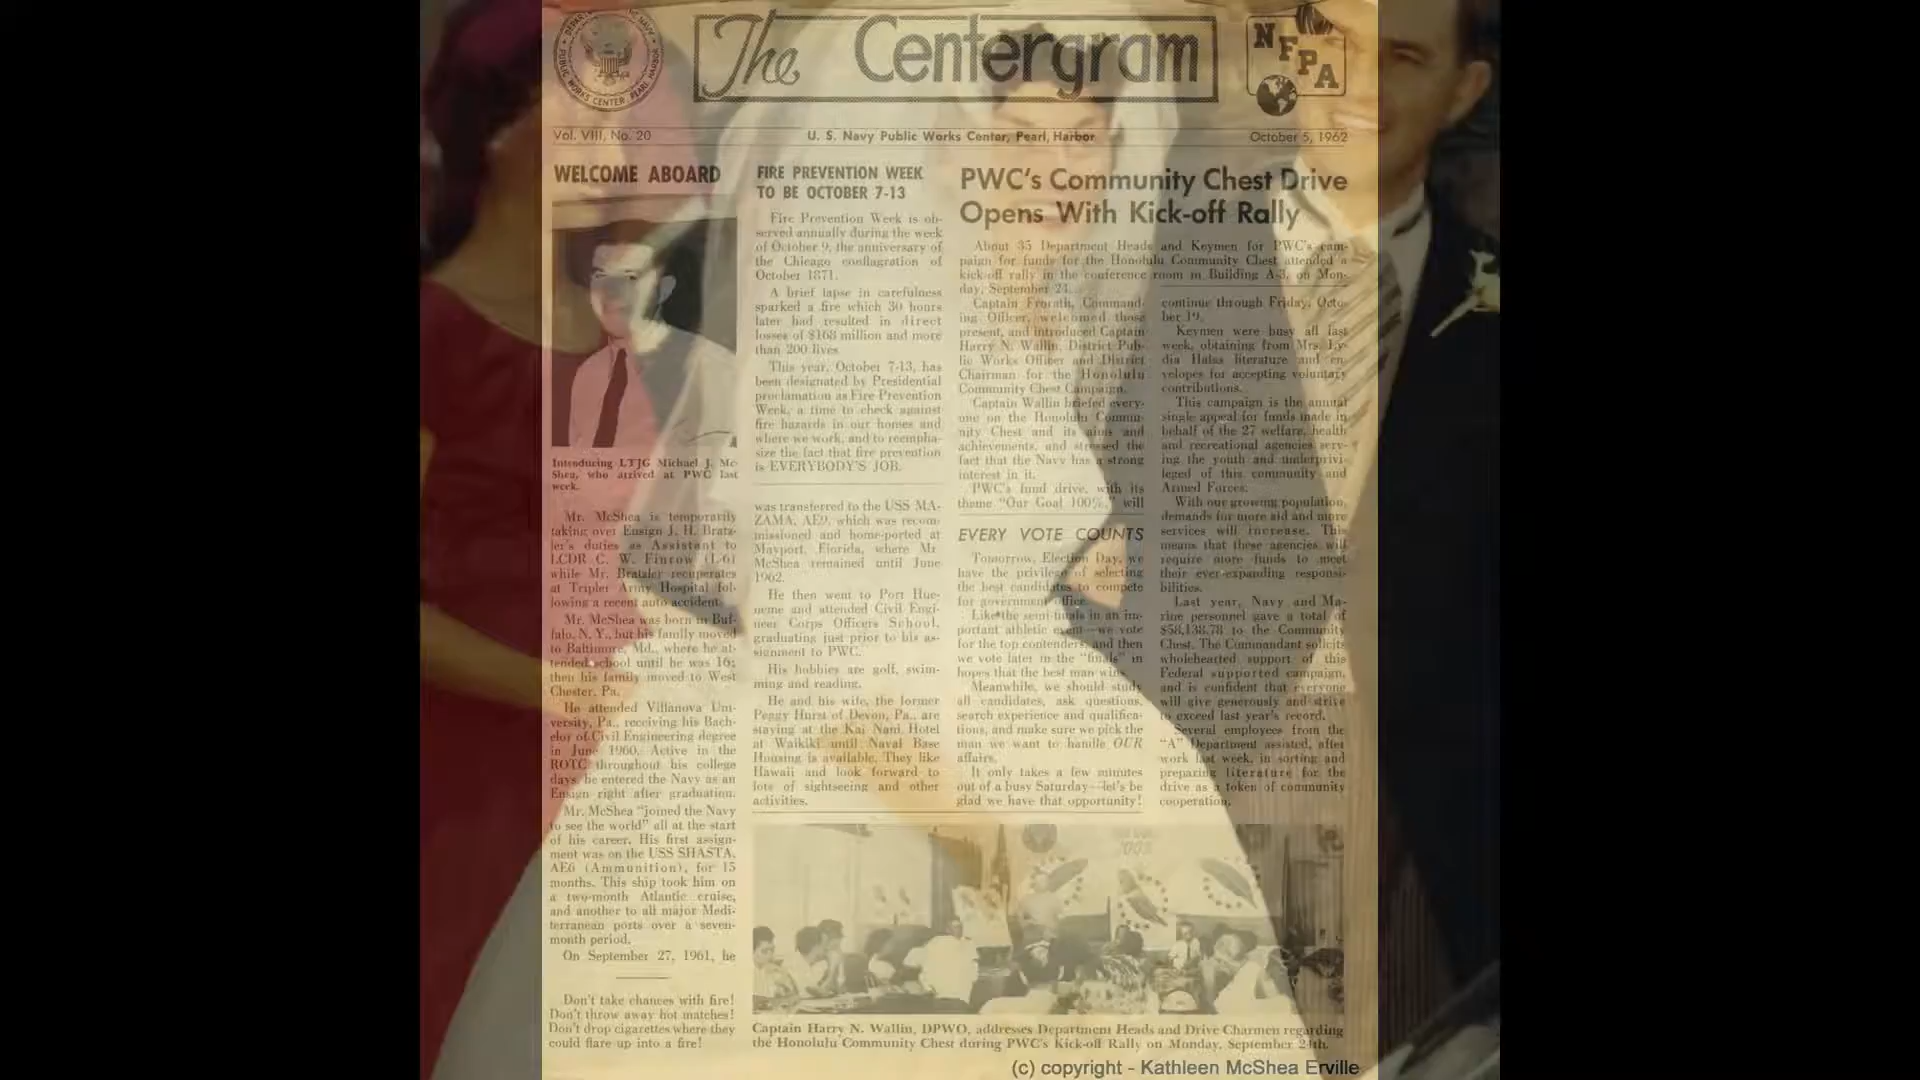 The Centergram
DEPARTMENT OF THE NAVY
PUBLIC WORKS CENTER, PEARL HARBOR
NFPA
Vol. VIII, No. 20
U. S. Navy Public Works Center, Pearl, Harbor
October 5, 1962
WELCOME ABOARD
Introducing LTJG Michael J. Mc-
Shea, who arrived at PWC last
week.
Mr. McShea is temporarily
taking over Ensign J. H. Bratz-
ler's duties as Assistant to
LCDR C. W. Finrow (L-6)
while Mr. Bratzler recuperates
at Tripler Army Hospital fol-
lowing a recent auto accident.
Mr. McShea was born in Buf-
falo, N. Y., but his family moved
to Baltimore, Md., where he at-
tended school until he was 16;
then his family moved to West
Chester, Pa.
He attended Villanova Uni-
versity, Pa., receiving his Bach-
elor of Civil Engineering degree
in June 1960. Active in the
ROTC throughout his college
days he entered the Navy as an
Ensign right after graduation.
Mr. McShea "joined the Navy
to see the world" all at the start
of his career. His first assign-
ment was on the USS SHASTA,
AE6 (Ammunition), for 15
months. This ship took him on
a two-month Atlantic cruise,
and another to all major Medi-
terranean ports over a seven-
month period.
On September 27, 1961, he
Don't take chances with fire!
Don't throw away hot matches!
Don't drop cigarettes where they
could flare up into a fire!
FIRE PREVENTION WEEK
TO BE OCTOBER 7-13
Fire Prevention Week is ob-
served annually during the week
of October 9, the anniversary of
the Chicago conflagration of
October 1871.
A brief lapse in carefulness
sparked a fire which 30 hours
later had resulted in direct
losses of $168 million and more
than 200 lives.
This year, October 7-13, has
been designated by Presidential
proclamation as Fire Prevention
Week, a time to check against
fire hazards in our homes and
where we work, and to reempha-
size the fact that fire prevention
is EVERYBODY'S JOB.
was transferred to the USS MA-
ZAMA, AE9, which was recom-
missioned and home-ported at
Mayport, Florida, where Mr.
McShea remained until June
1962.
He then went to Port Hue-
neme and attended Civil Engi-
neer Corps Officers School,
graduating just prior to his as-
signment to PWC.
His hobbies are golf, swim-
ming and reading.
He and his wife, the former
Peggy Hurst of Devon, Pa., are
staying at the Kai Nani Hotel
at Waikiki until Naval Base
Housing is available. They like
Hawaii and look forward to
lots of sightseeing and other
activities.
PWC's Community Chest Drive
Opens With Kick-off Rally
About 35 Department Heads and Keymen for PWC's cam-
paign for funds for the Honolulu Community Chest attended a
kick-off rally in the conference room in Building A-3, on Mon-
day, September 24.
Captain Frorath, Command-
ing Officer, welcomed those
present, and introduced Captain
Harry N. Wallin, District Pub-
lic Works Officer and District
Chairman for the Honolulu
Community Chest Campaign.
Captain Wallin briefed every-
one on the Honolulu Commu-
nity Chest and its aims and
achievements, and stressed the
fact that the Navy has a strong
interest in it.
PWC's fund drive, with its
theme "Our Goal 100%," will
continue through Friday, Octo-
ber 19.
Keymen were busy all last
week, obtaining from Mrs. Ly-
dia Halas literature and en-
velopes for accepting voluntary
contributions.
This campaign is the annual
single appeal for funds made in
behalf of the 27 welfare, health
and recreational agencies serv-
ing the youth and underprivi-
leged of this community and
Armed Forces.
With our growing population,
demands for more aid and more
services will increase. This
means that these agencies will
require more funds to meet
their ever-expanding responsi-
bilities.
Last year, Navy and Ma-
rine personnel gave a total of
$58,138.78 to the Community
Chest. The Commandant solicits
wholehearted support of this
Federal supported campaign,
and is confident that everyone
will give generously and strive
to exceed last year's record.
Several employees from the
"A" Department assisted, after
work last week, in sorting and
preparing literature for the
drive as a token of community
cooperation.
EVERY VOTE COUNTS
Tomorrow, Election Day, we
have the privilege of selecting
the best candidates to compete
for government office.
Like the semi-finals in an im-
portant athletic event—we vote
for the top contenders, and then
we vote later in the "finals" in
hopes that the best man wins.
Meanwhile, we should study
all candidates, ask questions,
search experience and qualifica-
tions, and make sure we pick the
man we want to handle OUR
affairs.
It only takes a few minutes
out of a busy Saturday—let's be
glad we have that opportunity!
Captain Harry N. Wallin, DPWO, addresses Department Heads and Drive Charmen regarding
the Honolulu Community Chest during PWC's Kick-off Rally on Monday, September 24th.
(c) copyright - Kathleen McShea Erville